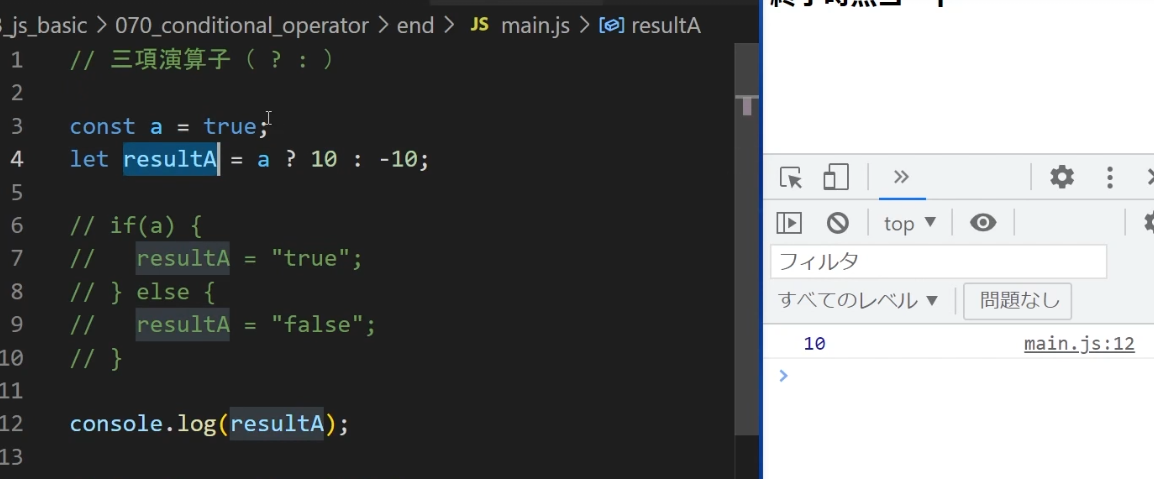 3_js_basic > 070_conditional_operator > end > JS main.js > resultA
1 // 三項演算子 ( ? : )
2
3 const a = true;
4 let resultA = a ? 10 : -10;
5
6 // if(a) {
7 //   resultA = "true";
8 // } else {
9 //   resultA = "false";
10 // }
11
12 console.log(resultA);
13
top ▼
フィルタ
すべてのレベル ▼ 問題なし
10 main.js:12
>